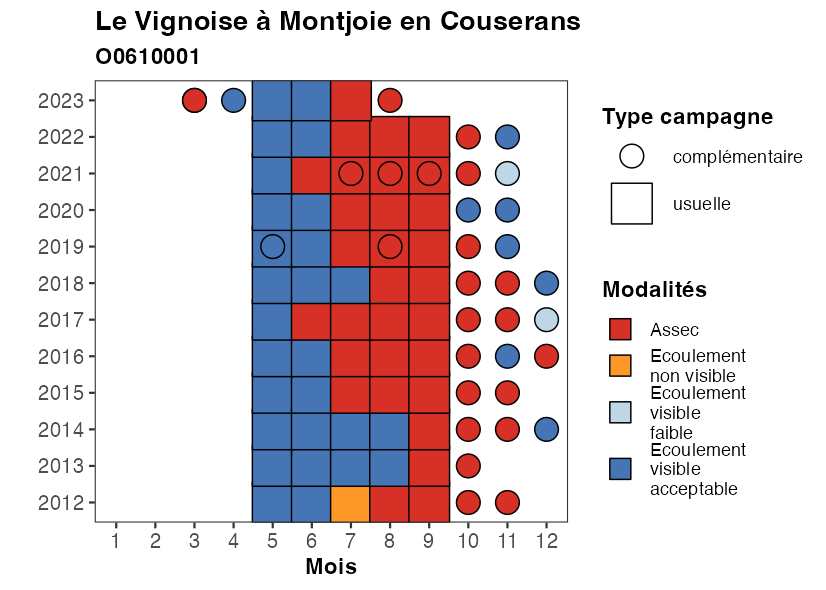 Le Vignoise à Montjoie en Couserans
O0610001
2023
2022
2021
2020
2019
2018
2017
2016
2015
2014
2013
2012
1 2 3 4 5 6 7 8 9 10 11 12
Mois
Type campagne
complémentaire
usuelle
Modalités
Assec
Ecoulement
non visible
Ecoulement
visible
faible
Ecoulement
visible
acceptable